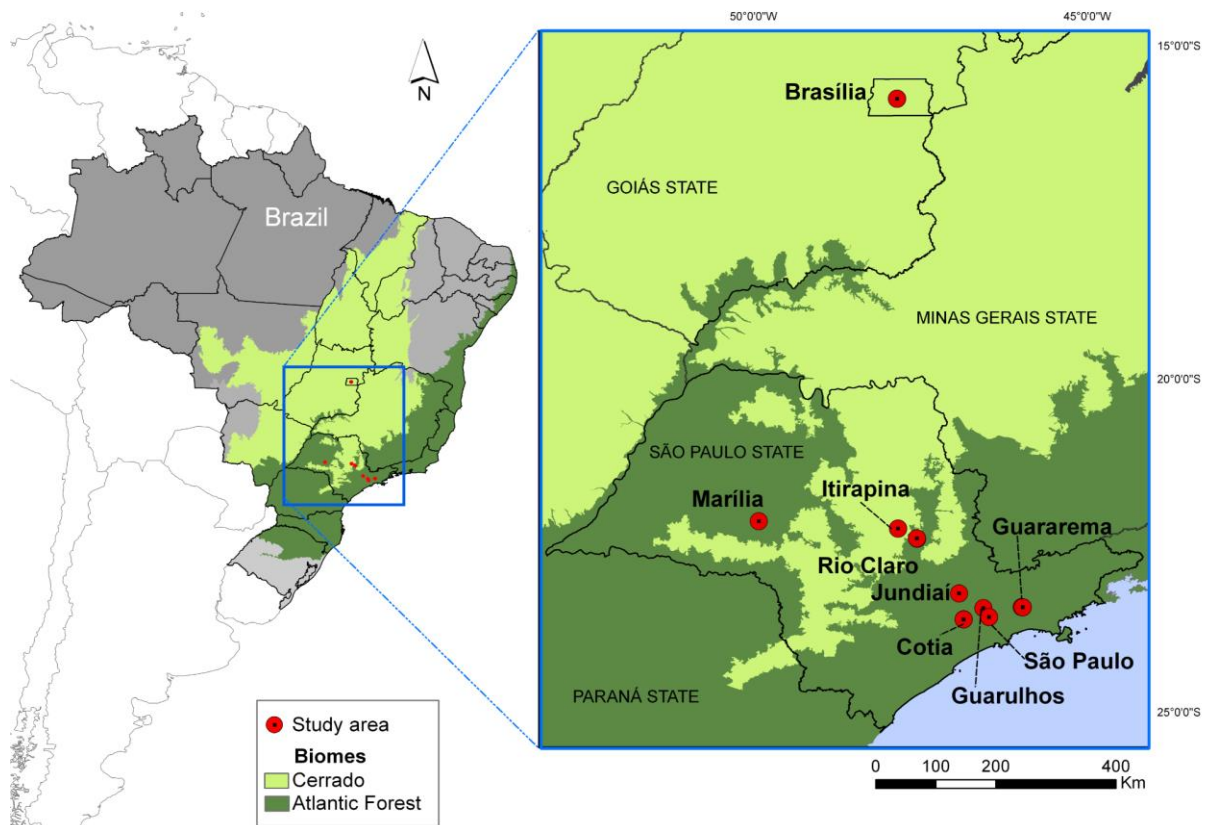 50°0'0"W
45°0'0"W
15°0'0"S
N
Brasília
GOIÁS STATE
Brazil
MINAS GERAIS STATE
20°0'0"S
SÃO PAULO STATE
Itirapina
Marília
Guararema
Rio Claro
Jundiaí
Cotia
São Paulo
Guarulhos
PARANÁ STATE
25°0'0"S
Study area
Biomes
Cerrado
Atlantic Forest
0 100 200 400
Km